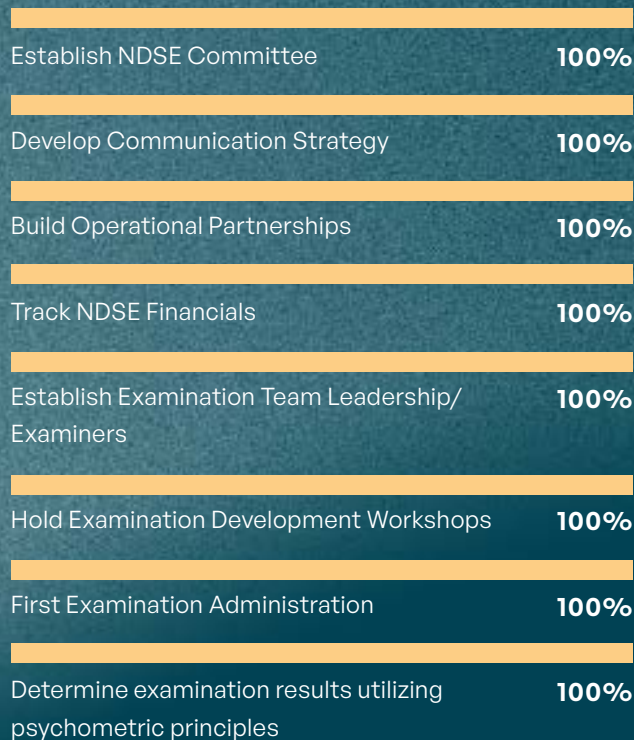 Establish NDSE Committee 100%
Develop Communication Strategy 100%
Build Operational Partnerships 100%
Track NDSE Financials 100%
Establish Examination Team Leadership/ 100%
Examiners
Hold Examination Development Workshops 100%
First Examination Administration 100%
Determine examination results utilizing 100%
psychometric principles